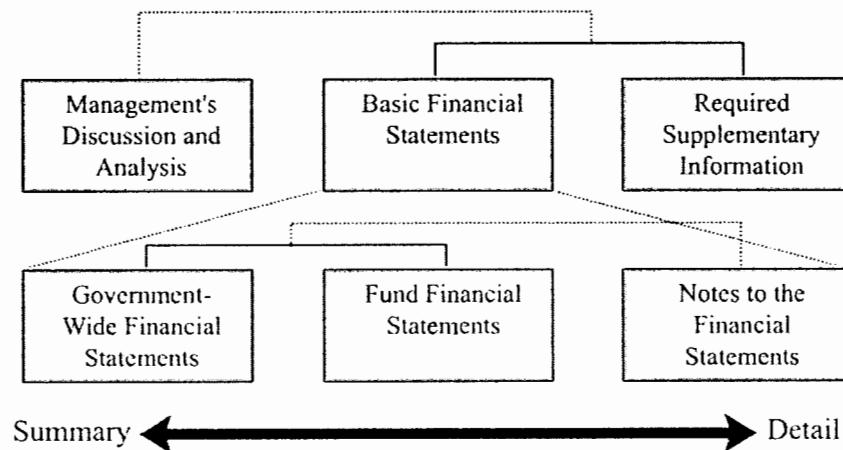 Management's
Discussion and
Analysis
Basic Financial
Statements
Required
Supplementary
Information
Government-
Wide Financial
Statements
Fund Financial
Statements
Notes to the
Financial
Statements
Summary
Detail